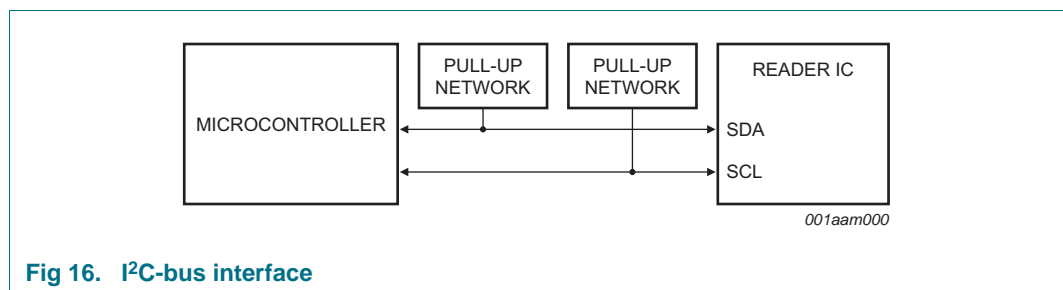 PULL-UP
NETWORK
PULL-UP
NETWORK
READER IC
MICROCONTROLLER
SDA
SCL
001aam000
Fig 16. I²C-bus interface